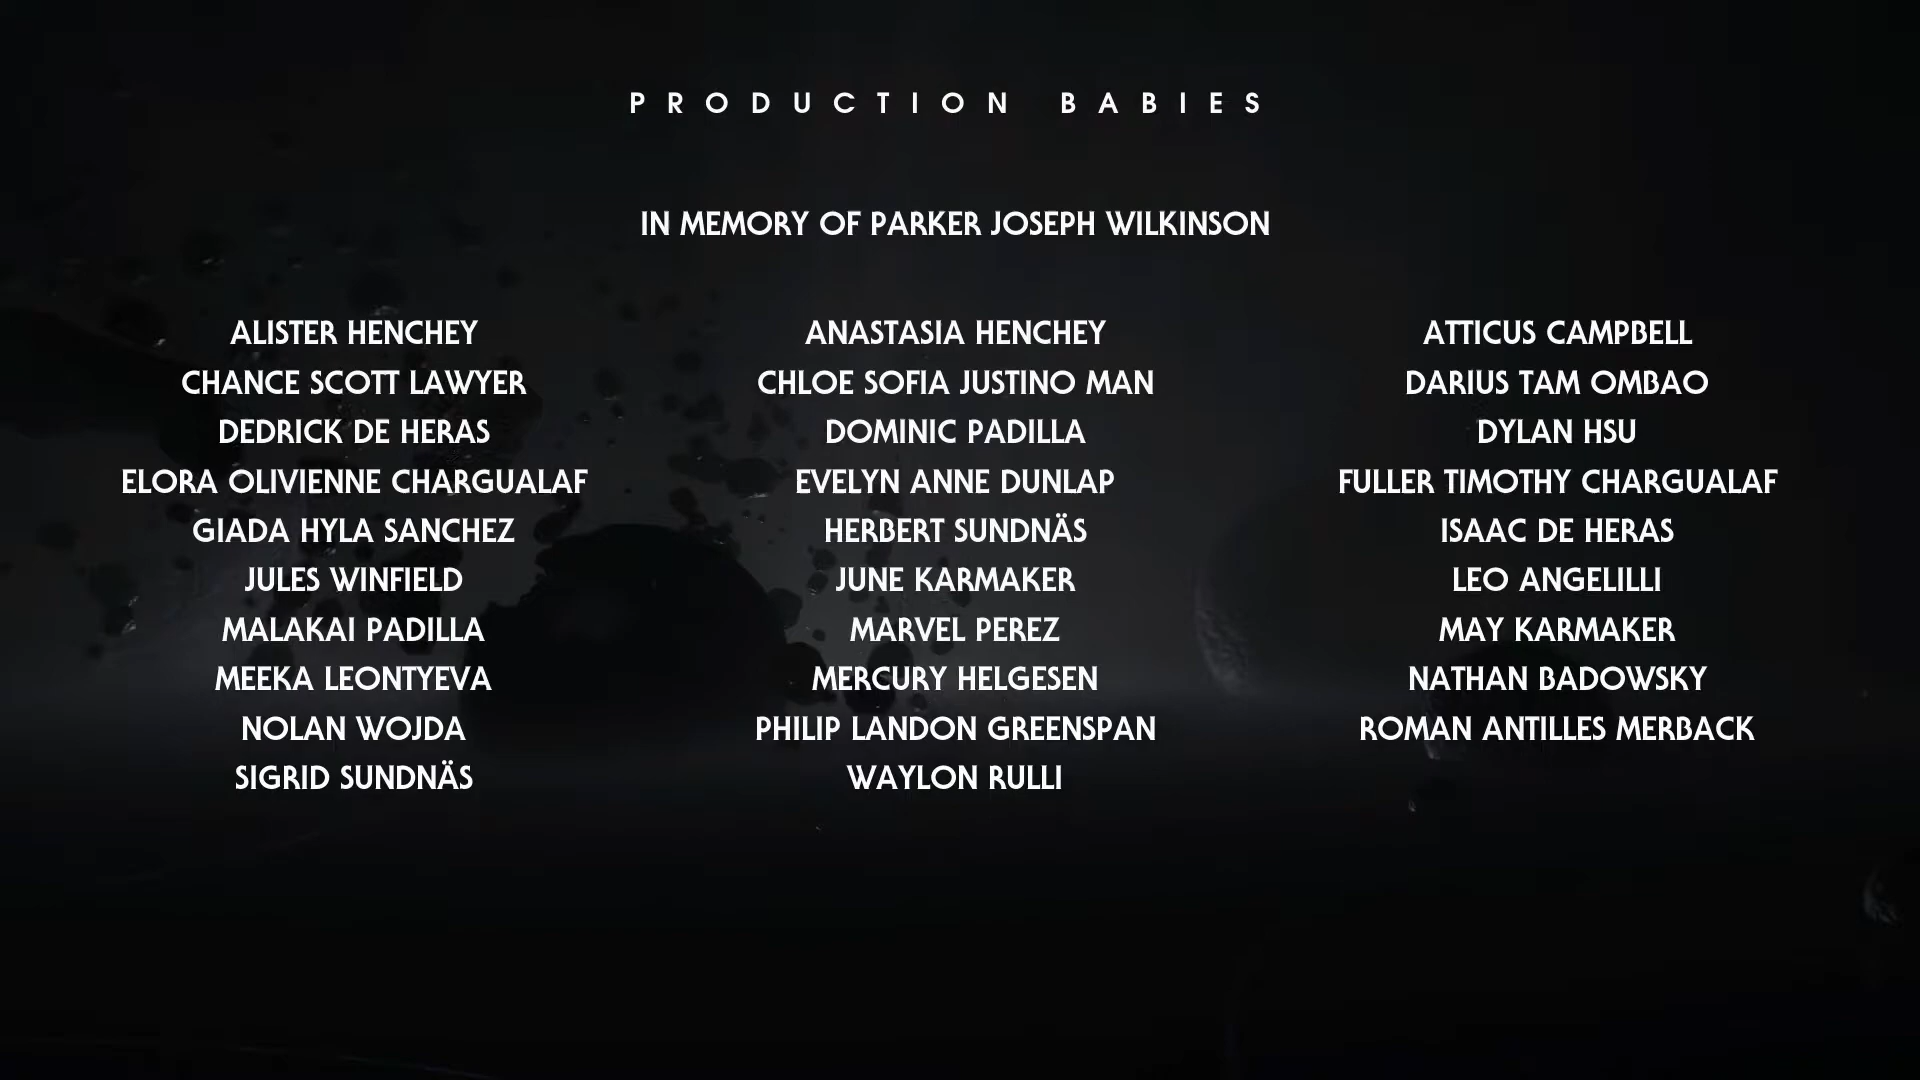 PRODUCTION BABIES
IN MEMORY OF PARKER JOSEPH WILKINSON
ALISTER HENCHEY ANASTASIA HENCHEY ATTICUS CAMPBELL
CHANCE SCOTT LAWYER CHLOE SOFIA JUSTINO MAN DARIUS TAM OMBAO
DEDRICK DE HERAS DOMINIC PADILLA DYLAN HSU
ELORA OLIVIENNE CHARGUALAF EVELYN ANNE DUNLAP FULLER TIMOTHY CHARGUALAF
GIADA HYLA SANCHEZ HERBERT SUNDNÄS ISAAC DE HERAS
JULES WINFIELD JUNE KARMAKER LEO ANGELILLI
MALAKAI PADILLA MARVEL PEREZ MAY KARMAKER
MEEKA LEONTYEVA MERCURY HELGESEN NATHAN BADOWSKY
NOLAN WOJDA PHILIP LANDON GREENSPAN ROMAN ANTILLES MERBACK
SIGRID SUNDNÄS WAYLON RULLI